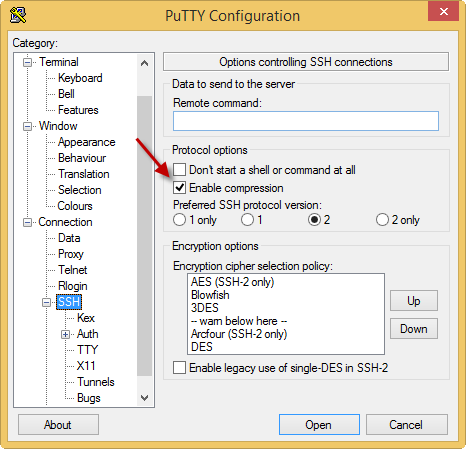 PuTTY Configuration
Category:
Terminal
Keyboard
Bell
Features
Window
Appearance
Behaviour
Translation
Selection
Colours
Connection
Data
Proxy
Telnet
Rlogin
SSH
Kex
Auth
TTY
X11
Tunnels
Bugs
Options controlling SSH connections
Data to send to the server
Remote command:
Protocol options
Don't start a shell or command at all
Enable compression
Preferred SSH protocol version:
1 only 1 2 2 only
Encryption options
Encryption cipher selection policy:
AES (SSH-2 only)
Blowfish
3DES
-- warn below here --
Arcfour (SSH-2 only)
DES
Up
Down
Enable legacy use of single-DES in SSH-2
About Open Cancel